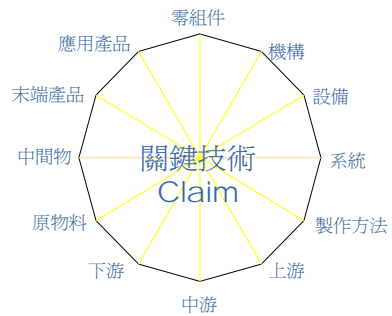 零組件
應用產品
機構
末端產品
設備
中間物
關鍵技術
Claim
系統
原物料
製作方法
下游
上游
中游